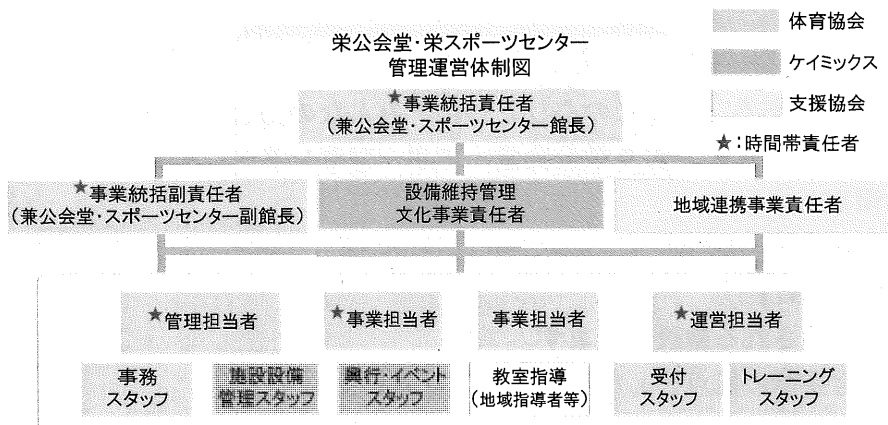 栄公会堂・栄スポーツセンター
管理運営体制図
体育協会
ケイミックス
支援協会
★:時間帯責任者
★事業統括責任者
(兼公会堂・スポーツセンター館長)
★事業統括副責任者
(兼公会堂・スポーツセンター副館長)
設備維持管理
文化事業責任者
地域連携事業責任者
★管理担当者
★事業担当者
事業担当者
★運営担当者
事務
スタッフ
施設設備
管理スタッフ
興行・イベント
スタッフ
教室指導
(地域指導者等)
受付
スタッフ
トレーニング
スタッフ